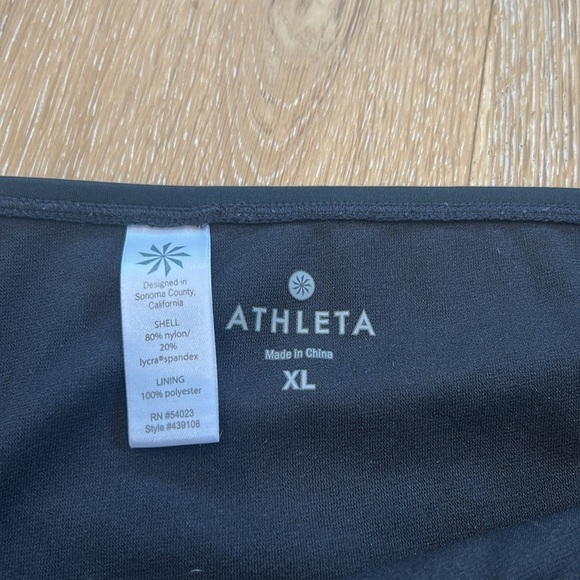 Designed in
Sonoma County,
California
SHELL
80% nylon/
20%
lycra®spandex
LINING
100% polyester
RN #54023
Style #439108
ATHLETA
Made in China
XL